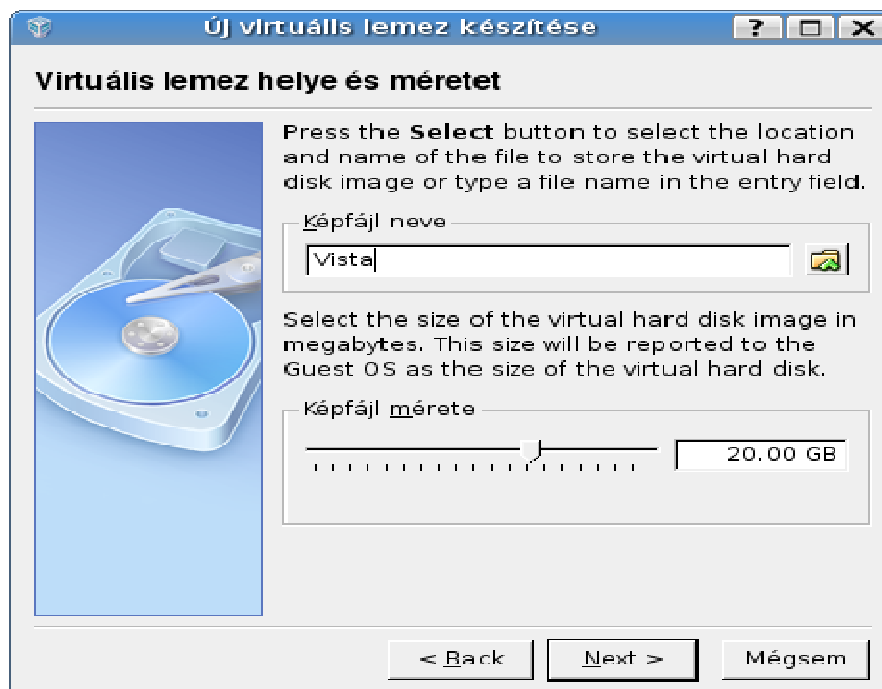 Új virtuális lemez készítése
Virtuális lemez helye és méretet
Press the Select button to select the location
and name of the file to store the virtual hard
disk image or type a file name in the entry field.
Képfájl neve
Vista
Select the size of the virtual hard disk image in
megabytes. This size will be reported to the
Guest OS as the size of the virtual hard disk.
Képfájl mérete
20.00 GB
< Back
Next >
Mégsem